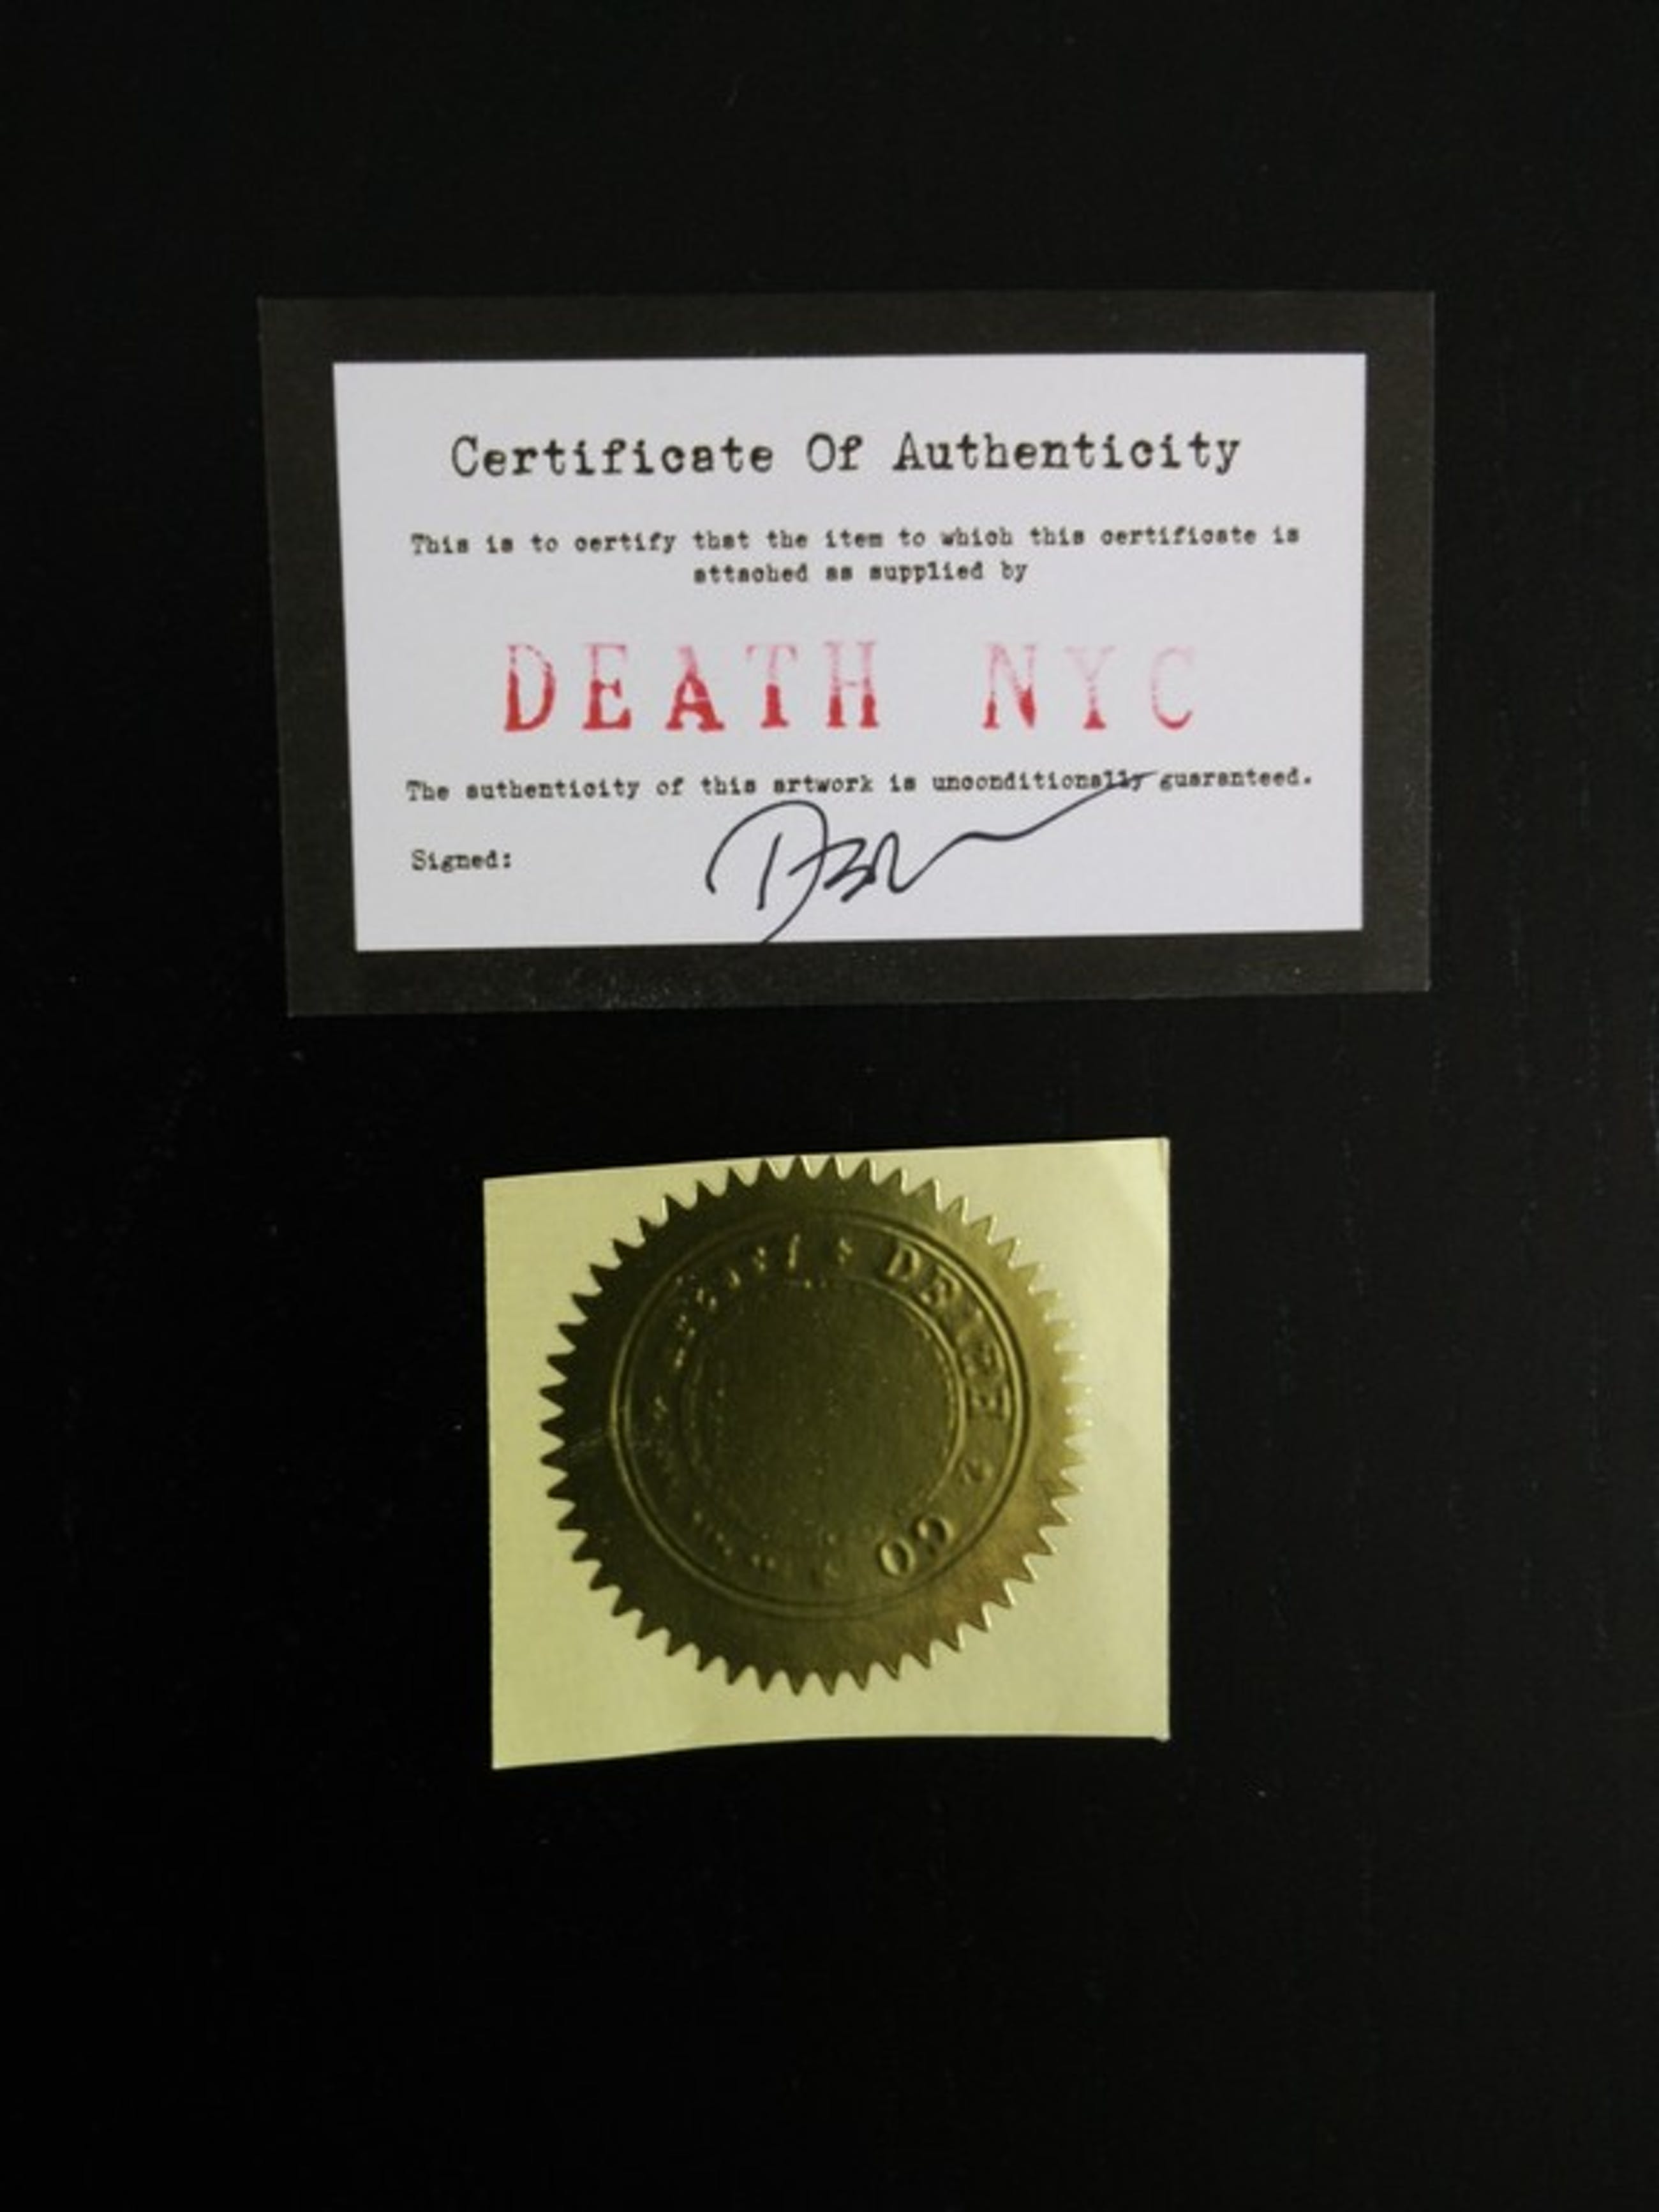 Certificate Of Authenticity
This is to certify that the item to which this certificate is
attached as supplied by
DEATH NYC
The authenticity of this artwork is unconditionally guaranteed.
Signed: